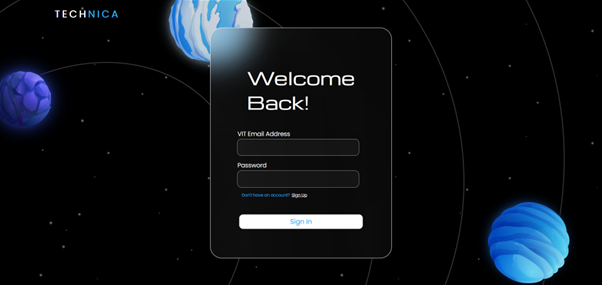 TECHNICA
Welcome
Back!
VIT Email Address
Password
Don't have an account? Sign Up
Sign In